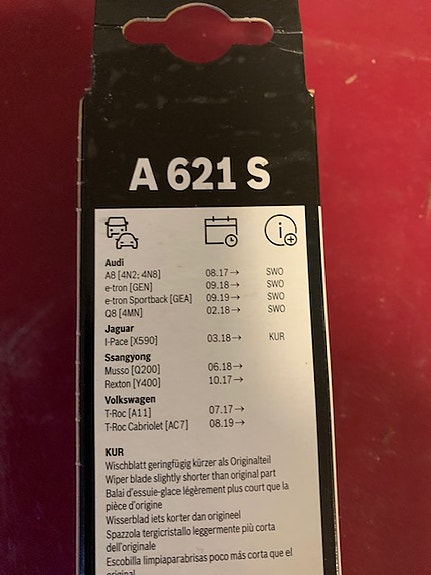 A 621 S
Audi
A8 [4N2; 4N8] 08.17→ SWO
e-tron [GEN] 09.18→ SWO
e-tron Sportback [GEA] 09.19→ SWO
Q8 [4MN] 02.18→ SWO
Jaguar
I-Pace [X590] 03.18→ KUR
Ssangyong
Musso [Q200] 06.18→
Rexton [Y400] 10.17→
Volkswagen
T-Roc [A11] 07.17→
T-Roc Cabriolet [AC7] 08.19→
KUR
Wischblatt geringfügig kürzer als Originalteil
Wiper blade slightly shorter than original part
Balai d'essuie-glace légèrement plus court que la
pièce d'origine
Wisserblad iets korter dan origineel
Spazzola tergicristallo leggermente più corta
dell'originale
Escobilla limpiaparabrisas poco más corta que el
original